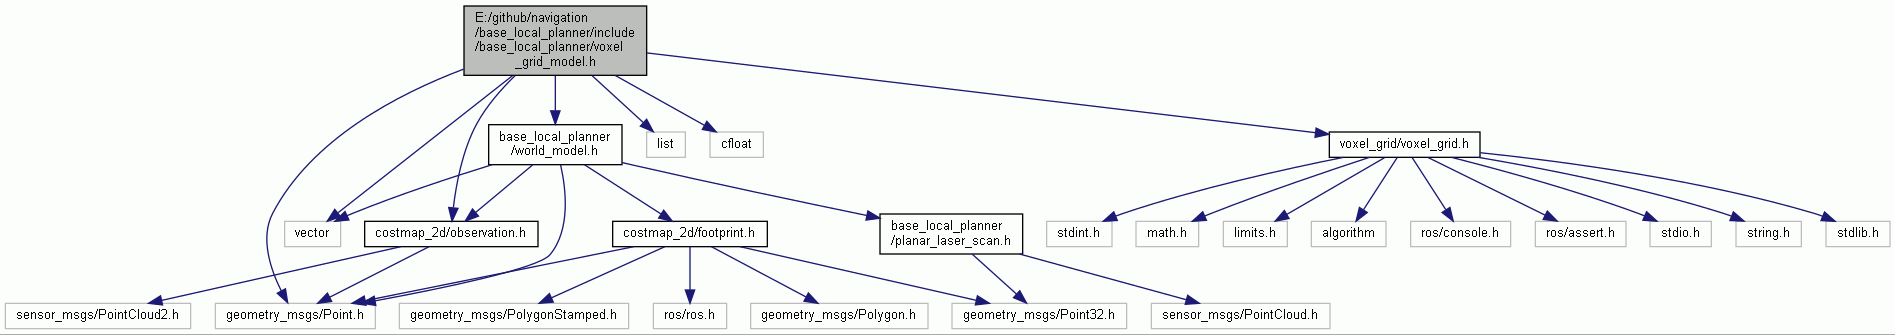 E:/github/navigation
/base_local_planner/include
/base_local_planner/voxel
_grid_model.h
base_local_planner
/world_model.h
list
cfloat
voxel_grid/voxel_grid.h
vector
costmap_2d/observation.h
costmap_2d/footprint.h
base_local_planner
/planar_laser_scan.h
stdint.h
math.h
limits.h
algorithm
ros/console.h
ros/assert.h
stdio.h
string.h
stdlib.h
sensor_msgs/PointCloud2.h
geometry_msgs/Point.h
geometry_msgs/PolygonStamped.h
ros/ros.h
geometry_msgs/Polygon.h
geometry_msgs/Point32.h
sensor_msgs/PointCloud.h